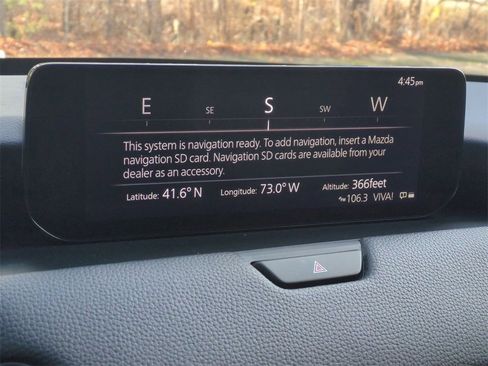 4:45pm
E SE S SW W
This system is navigation ready. To add navigation, insert a Mazda
navigation SD card. Navigation SD cards are available from your
dealer as an accessory.
Latitude: 41.6° N Longitude: 73.0° W Altitude: 366feet
106.3 VIVA!